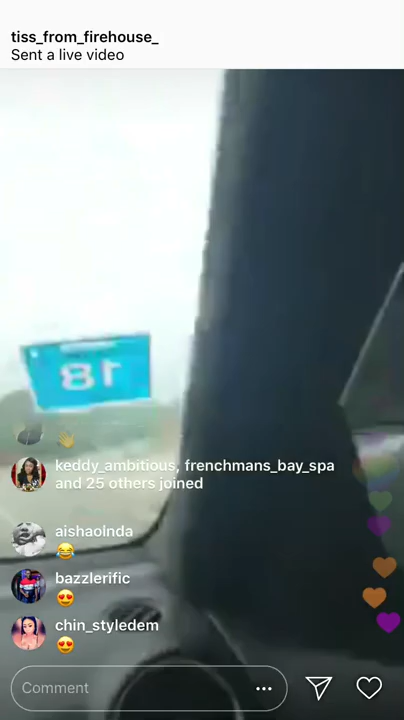 tiss_from_firehouse_
Sent a live video
18
keddy_ambitious, frenchmans_bay_spa
and 25 others joined
aishaolnda
bazzlerific
chin_styledem
Comment